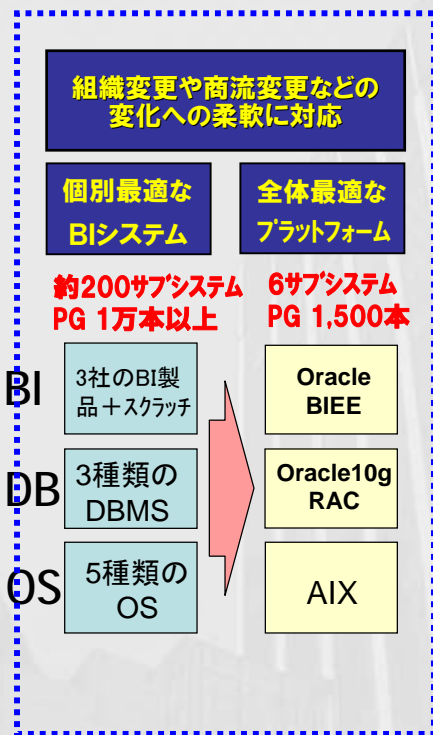 組織変更や商流変更などの
変化への柔軟に対応
個別最適な
BIシステム
全体最適な
プラットフォーム
約200サブシステム
PG 1万本以上
6サブシステム
PG 1,500本
BI
3社のBI製
品＋スクラッチ
Oracle
BIEE
DB
3種類の
DBMS
Oracle10g
RAC
OS
5種類の
OS
AIX